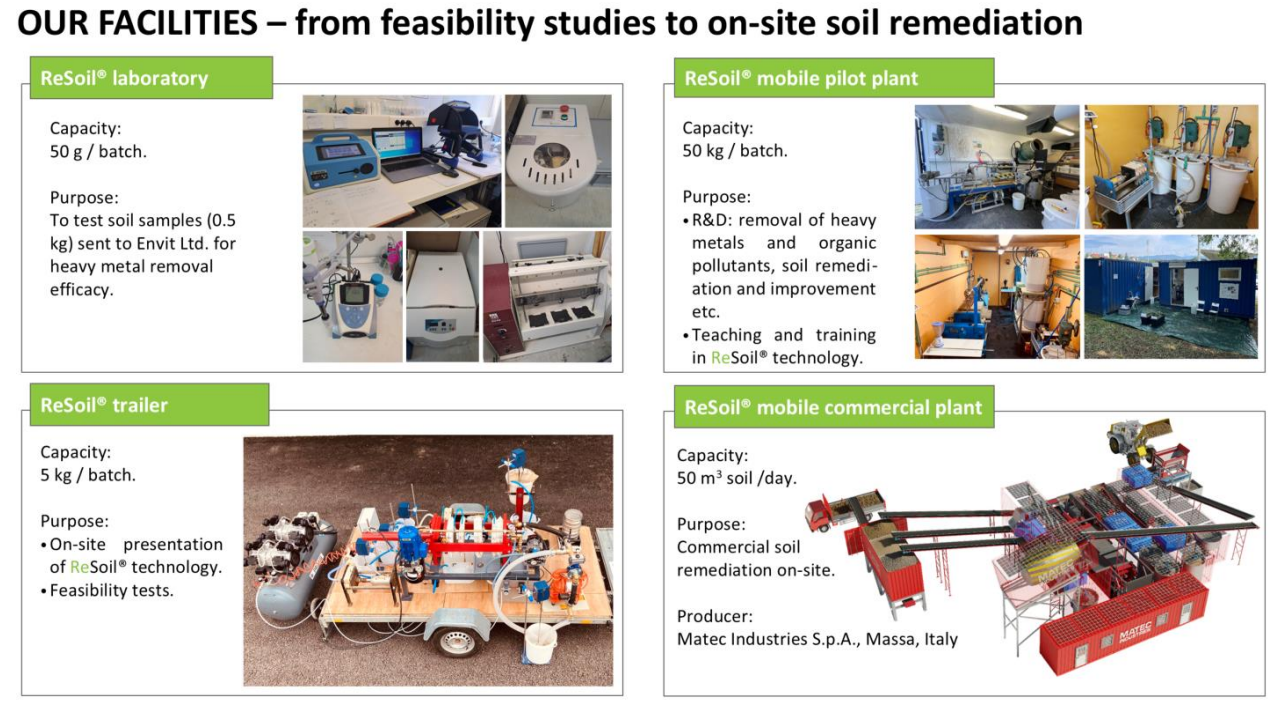 OUR FACILITIES – from feasibility studies to on-site soil remediation
ReSoil® laboratory
Capacity:
50 g / batch.
Purpose:
To test soil samples (0.5
kg) sent to Envit Ltd. for
heavy metal removal
efficacy.
ReSoil® mobile pilot plant
Capacity:
50 kg / batch.
Purpose:
• R&D: removal of heavy
metals and organic
pollutants, soil remedi-
ation and improvement
etc.
• Teaching and training
in ReSoil® technology.
ReSoil® trailer
Capacity:
5 kg / batch.
Purpose:
• On-site presentation
of ReSoil® technology.
• Feasibility tests.
ReSoil® mobile commercial plant
Capacity:
50 m³ soil /day.
Purpose:
Commercial soil
remediation on-site.
Producer:
Matec Industries S.p.A., Massa, Italy
MATEC
MATEC
INDUSTRIES